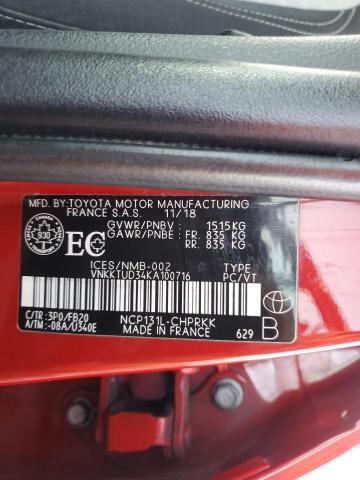 MFD. BY:TOYOTA MOTOR MANUFACTURING
FRANCE S.A.S. 11/18
GVWR/PNBV : 1515KG
GAWR/PNBE : FR. 835 KG
RR. 835 KG
CANADA
930
EC
ICES/NMB-002 TYPE :
VNKKTUD34KA100716 PC/VT
C/TR: 3P0/FB20 NCP131L-CHPRKK
A/TM: -08A/U340E MADE IN FRANCE 629 B